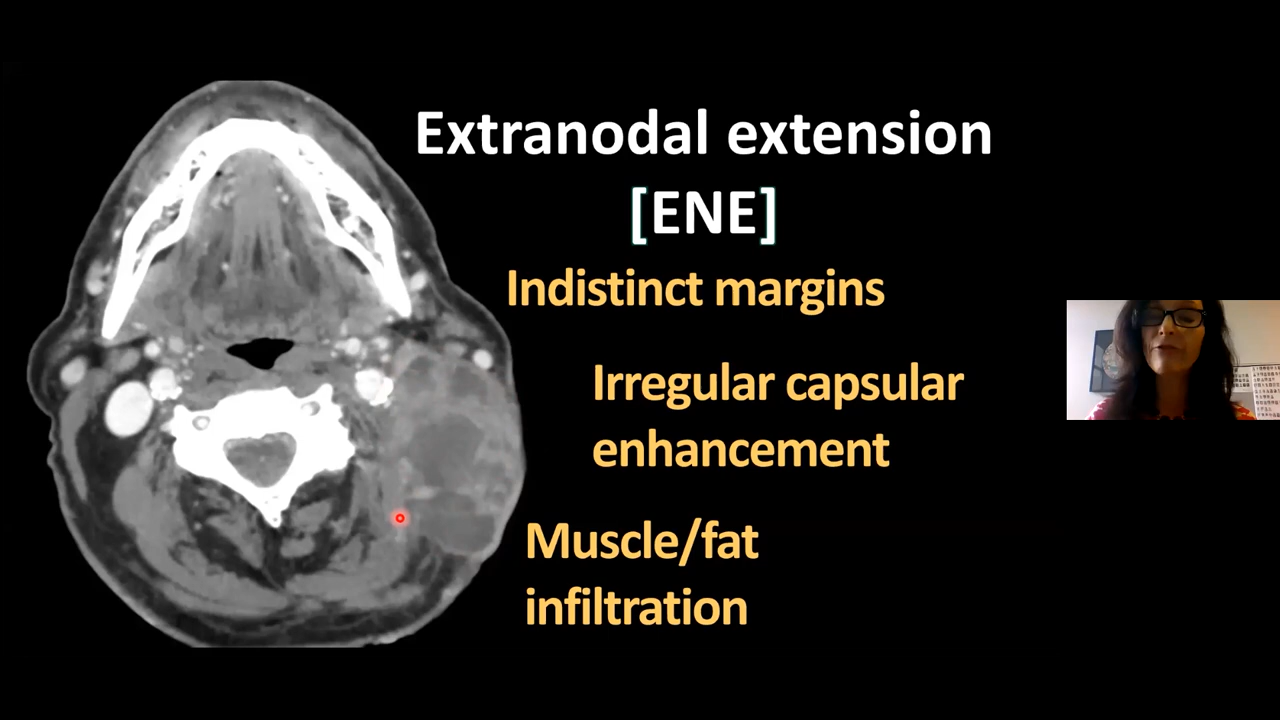 Extranodal extension
[ENE]
Indistinct margins
Irregular capsular
enhancement
Muscle/fat
infiltration